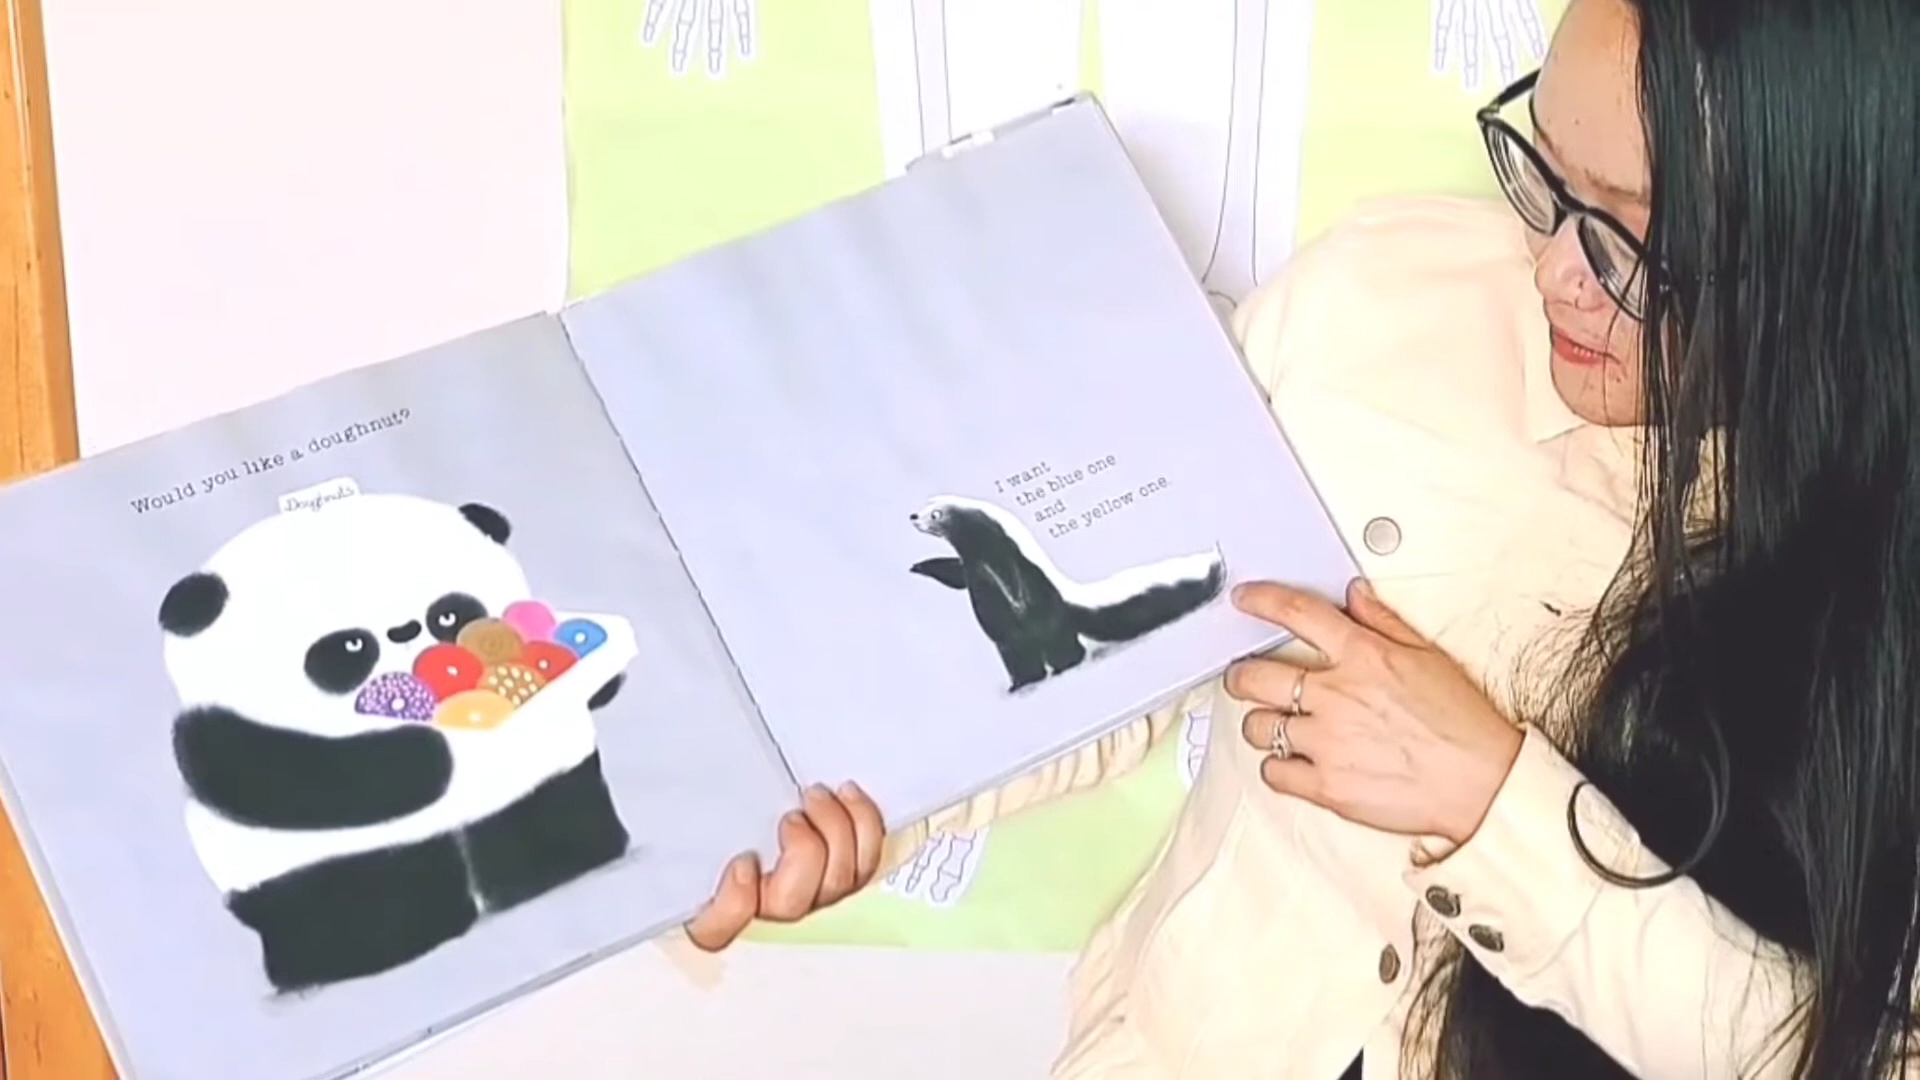 Would you like a doughnut?
Doughnuts
I want
the blue one
and
the yellow one.